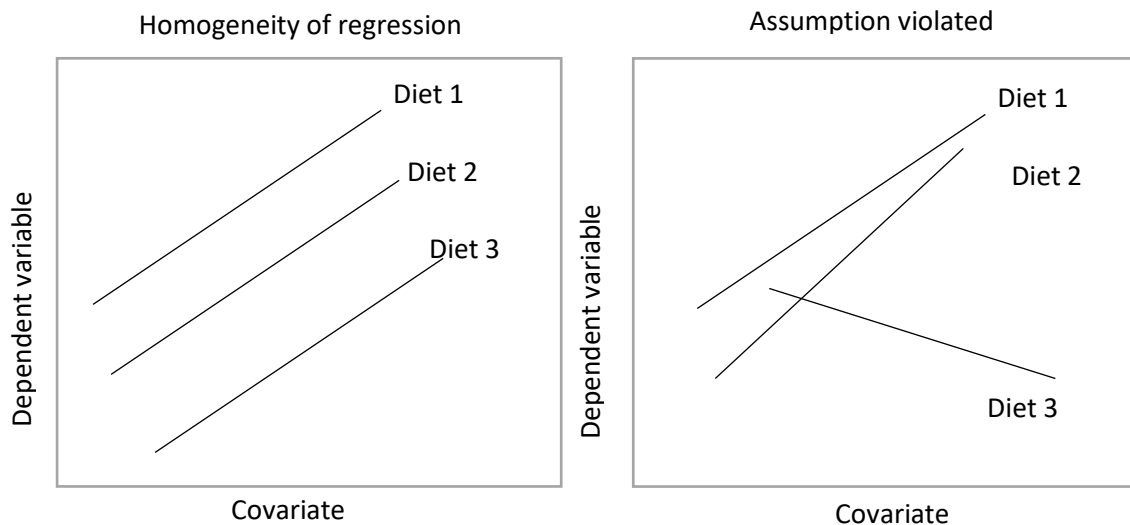 Homogeneity of regression
Diet 1
Diet 2
Diet 3
Dependent variable
Covariate
Assumption violated
Diet 1
Diet 2
Diet 3
Dependent variable
Covariate